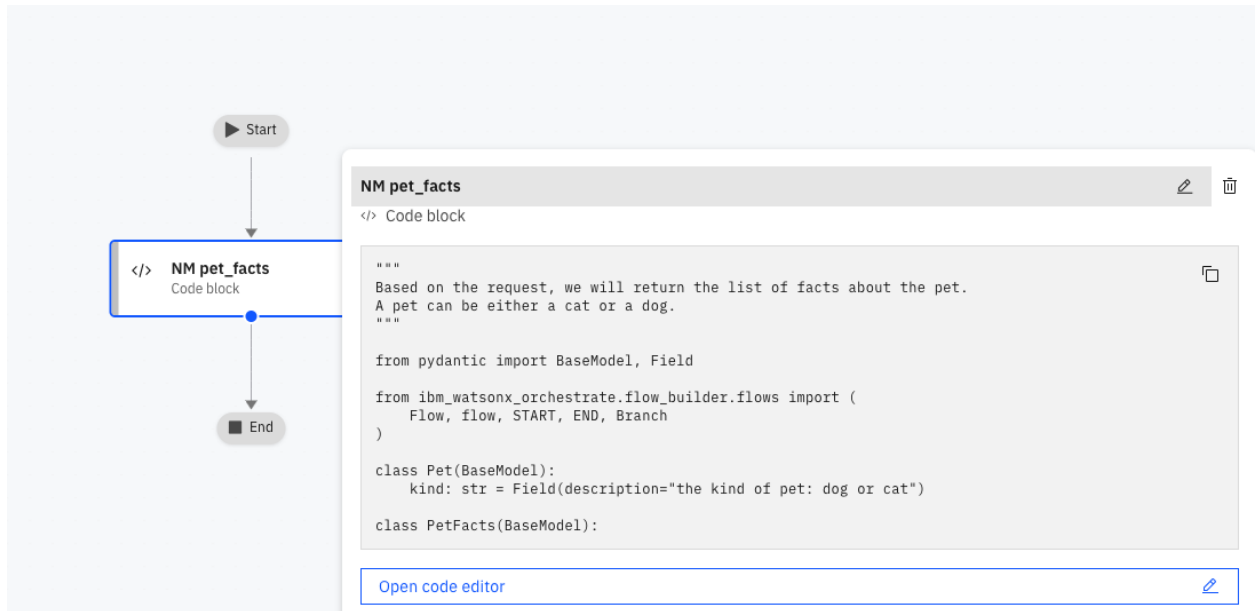 Start
NM pet_facts
</> Code block
</> NM pet_facts
Code block
"""
Based on the request, we will return the list of facts about the pet.
A pet can be either a cat or a dog.
"""
from pydantic import BaseModel, Field
from ibm_watsonx_orchestrate.flow_builder.flows import (
    Flow, flow, START, END, Branch
)
class Pet(BaseModel):
    kind: str = Field(description="the kind of pet: dog or cat")
class PetFacts(BaseModel):
End
Open code editor